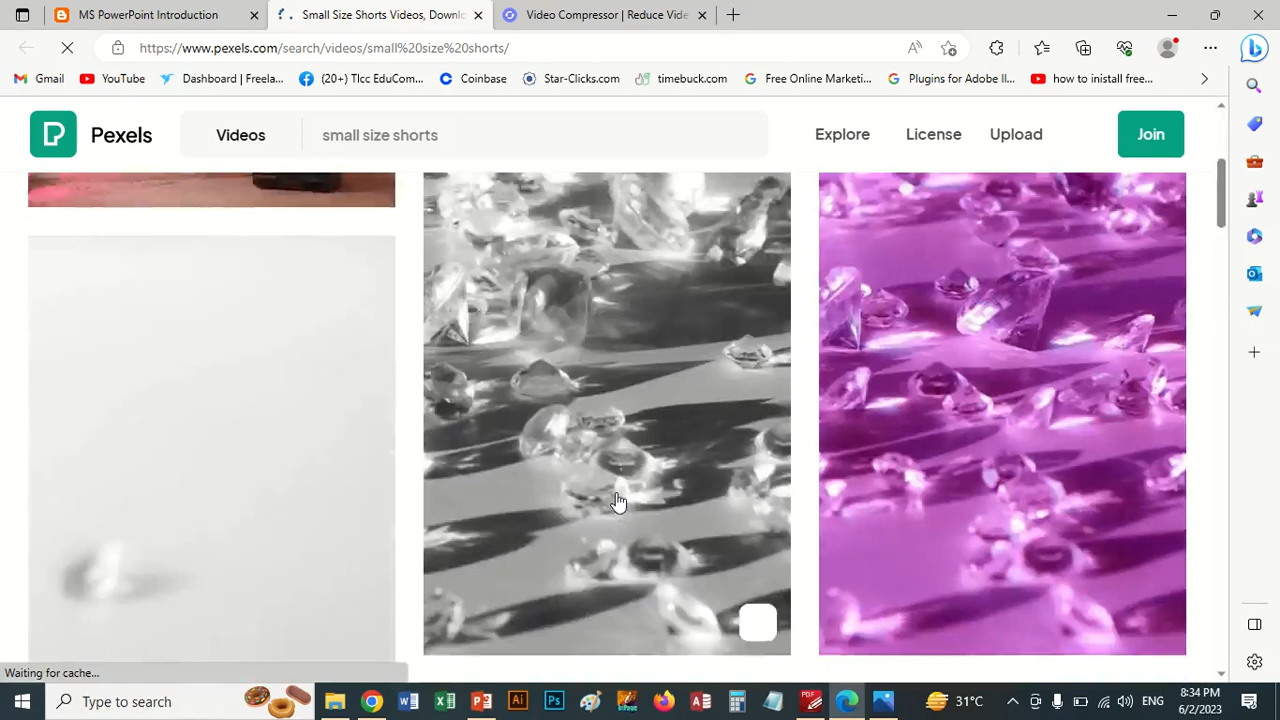 MS PowerPoint Introduction
Small Size Shorts Videos, Downl
Video Compressor | Reduce Vide
https://www.pexels.com/search/videos/small%20size%20shorts/
Gmail
YouTube
Dashboard | Freela...
(20+) Tlcc EduCom...
Coinbase
Star-Clicks.com
timebuck.com
Free Online Marketi...
Plugins for Adobe Il...
how to inistall free...
Pexels
Videos
small size shorts
Explore
License
Upload
Join
Waiting for cache...
Type to search
31°C
ENG
8:34 PM
6/2/2023